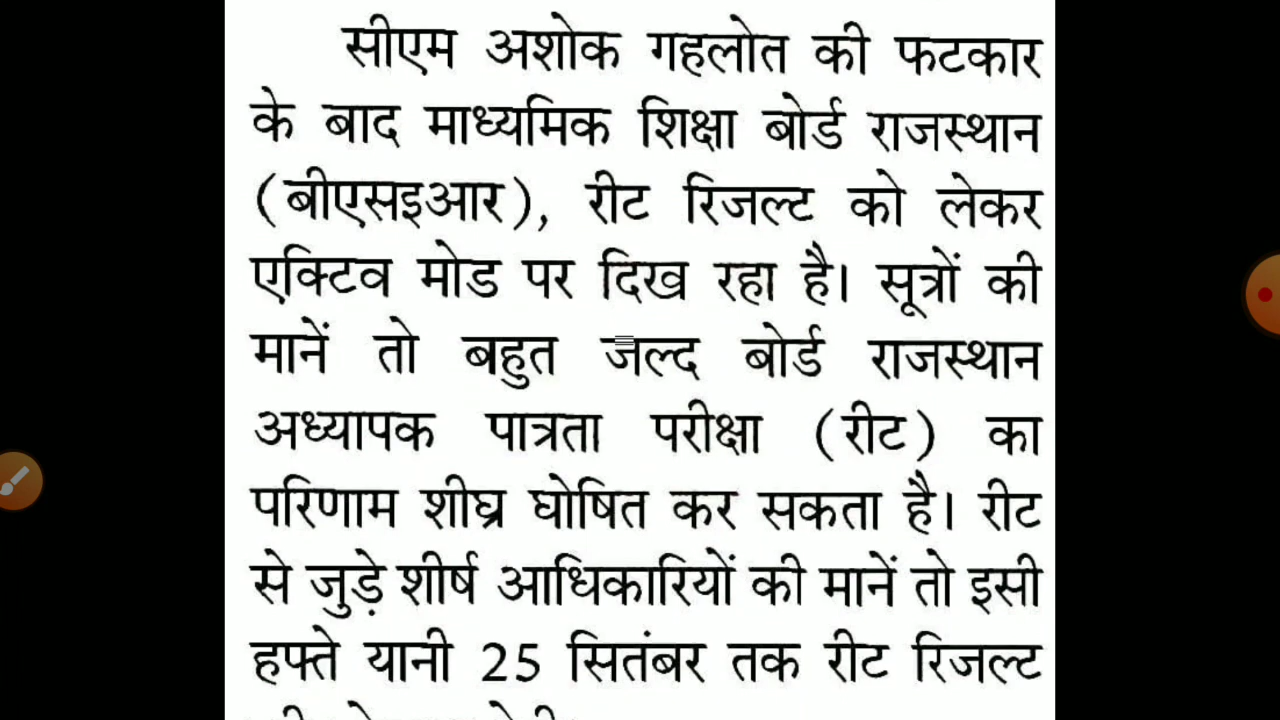 सीएम अशोक गहलोत की फटकार
के बाद माध्यमिक शिक्षा बोर्ड राजस्थान
(बीएसइआर), रीट रिजल्ट को लेकर
एक्टिव मोड पर दिख रहा है। सूत्रों की
मानें तो बहुत जल्द बोर्ड राजस्थान
अध्यापक पात्रता परीक्षा (रीट) का
परिणाम शीघ्र घोषित कर सकता है। रीट
से जुड़े शीर्ष आधिकारियों की मानें तो इसी
हफ्ते यानी 25 सितंबर तक रीट रिजल्ट